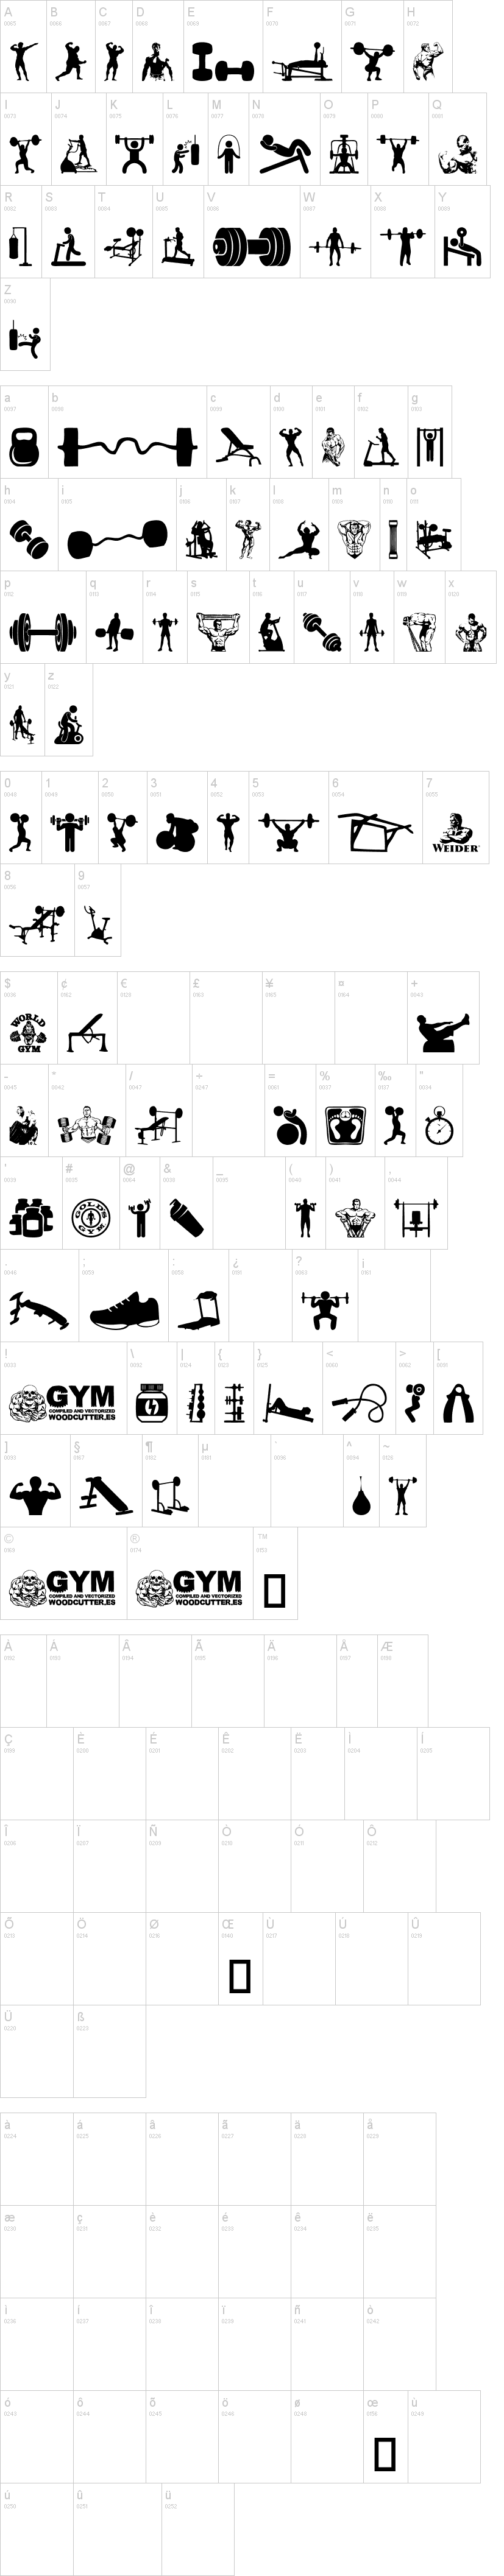 A B C D E F G H
0065 0066 0067 0068 0069 0070 0071 0072
I J K L M N O P Q
0073 0074 0075 0076 0077 0078 0079 0080 0081
R S T U V W X Y
0082 0083 0084 0085 0086 0087 0088 0089
Z
0090
a b c d e f g
0097 0098 0099 0100 0101 0102 0103
h i j k l m n o
0104 0105 0106 0107 0108 0109 0110 0111
p q r s t u v w x
0112 0113 0114 0115 0116 0117 0118 0119 0120
y z
0121 0122
0 1 2 3 4 5 6 7
0048 0049 0050 0051 0052 0053 0054 0055
WEIDER
8 9
0056 0057
$ ¢ € £ ¥ ¤ +
0036 0162 0128 0163 0165 0164 0043
WORLD
GYM
- * / ÷ = % ‰ "
0045 0042 0047 0247 0061 0037 0137 0034
' # @ & _ ( ) ,
0039 0035 0064 0038 0095 0040 0041 0044
GOLD'S
GYM
. ; : ¿ ? ¡
0046 0059 0058 0191 0063 0161
! \ | { } < > [
0033 0092 0124 0123 0125 0060 0062 0091
GYM
COMPILED AND VECTORIZED
WOODCUTTER.ES
] § ¶ µ ` ^ ~
0093 0167 0182 0181 0096 0094 0126
© ® ™
0169 0174 0153
GYM GYM
COMPILED AND VECTORIZED COMPILED AND VECTORIZED
WOODCUTTER.ES WOODCUTTER.ES
Á À Â Ã Ä Å Æ
0192 0193 0194 0195 0196 0197 0198
Ç È É Ê Ë Ì Í
0199 0200 0201 0202 0203 0204 0205
Î Ï Ñ Ò Ó Ô
0206 0207 0209 0210 0211 0212
Õ Ö Ø Œ Ù Ú Û
0213 0214 0216 0140 0217 0218 0219
Ü ß
0220 0223
à á â ã ä å
0224 0225 0226 0227 0228 0229
æ ç è é ê ë
0230 0231 0232 0233 0234 0235
ì í î ï ñ ò
0236 0237 0238 0239 0241 0242
ó ô õ ö ø œ ù
0243 0244 0245 0246 0248 0156 0249
ú û ü
0250 0251 0252